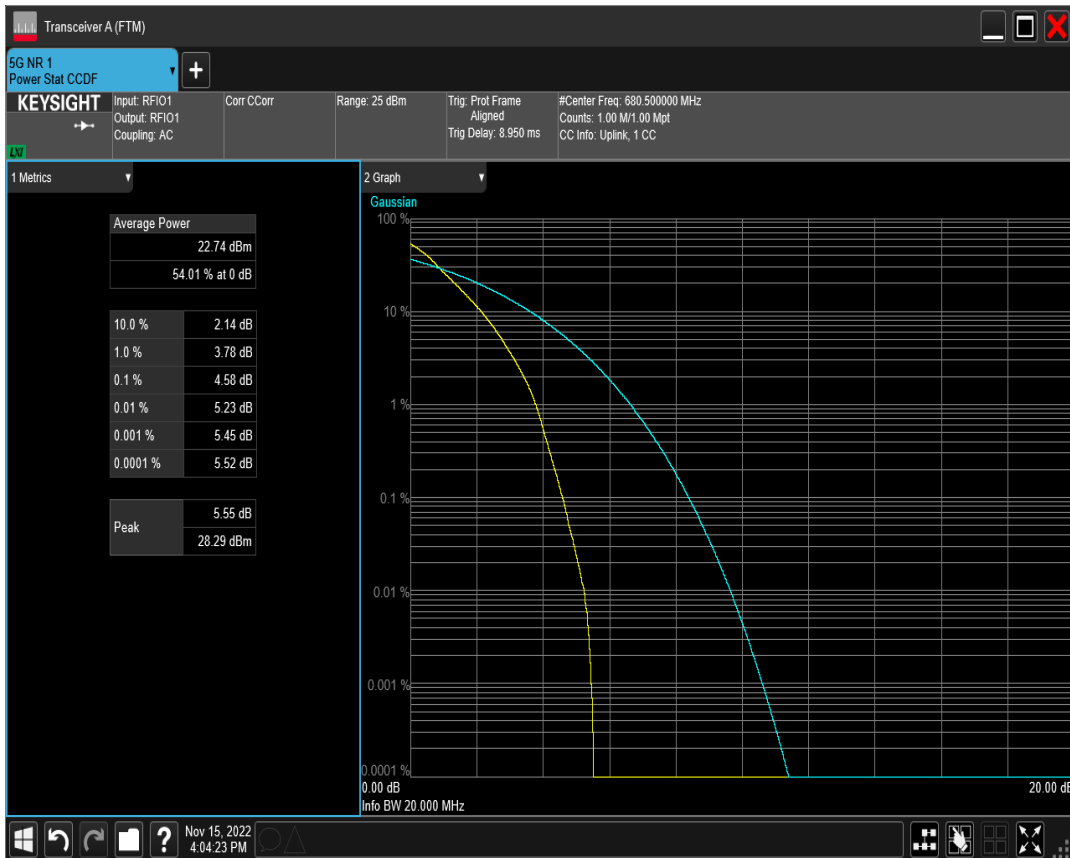 Transceiver A (FTM)
5G NR 1
Power Stat CCDF
+
KEYSIGHT
LXI
Input: RFIO1
Output: RFIO1
Coupling: AC
Corr CCorr
Range: 25 dBm
Trig: Prot Frame
Aligned
Trig Delay: 8.950 ms
#Center Freq: 680.500000 MHz
Counts: 1.00 M/1.00 Mpt
CC Info: Uplink, 1 CC
1 Metrics
Average Power
22.74 dBm
54.01 % at 0 dB
10.0 % 2.14 dB
1.0 % 3.78 dB
0.1 % 4.58 dB
0.01 % 5.23 dB
0.001 % 5.45 dB
0.0001 % 5.52 dB
Peak 5.55 dB
28.29 dBm
2 Graph
Gaussian
100 %
10 %
1 %
0.1 %
0.01 %
0.001 %
0.0001 %
0.00 dB 20.00 dB
Info BW 20.000 MHz
?
Nov 15, 2022
4:04:23 PM